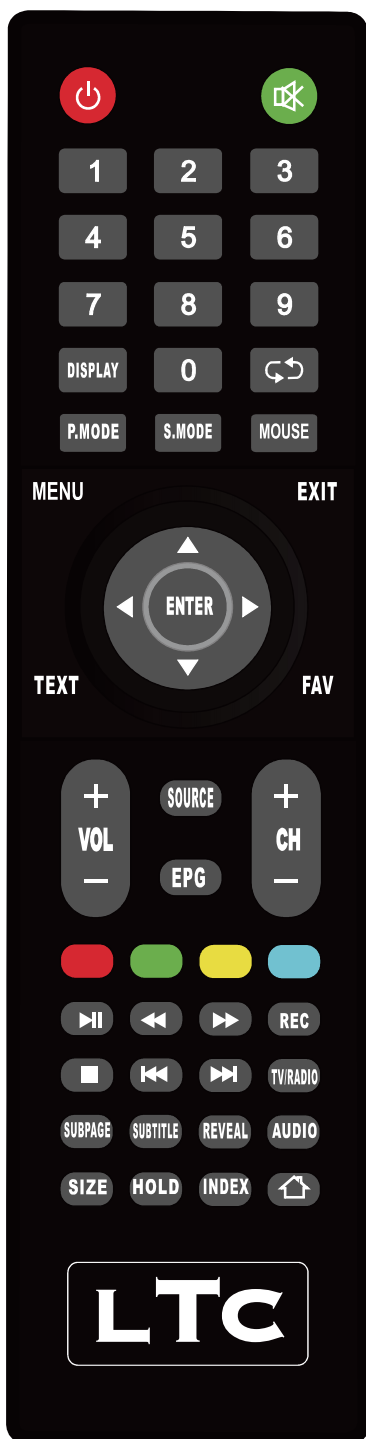 1 2 3
4 5 6
7 8 9
DISPLAY 0
P.MODE S.MODE MOUSE
MENU EXIT
ENTER
TEXT FAV
+ SOURCE +
VOL CH
- EPG -
REC
TV/RADIO
SUBPAGE SUBTITLE REVEAL AUDIO
SIZE HOLD INDEX
LTC